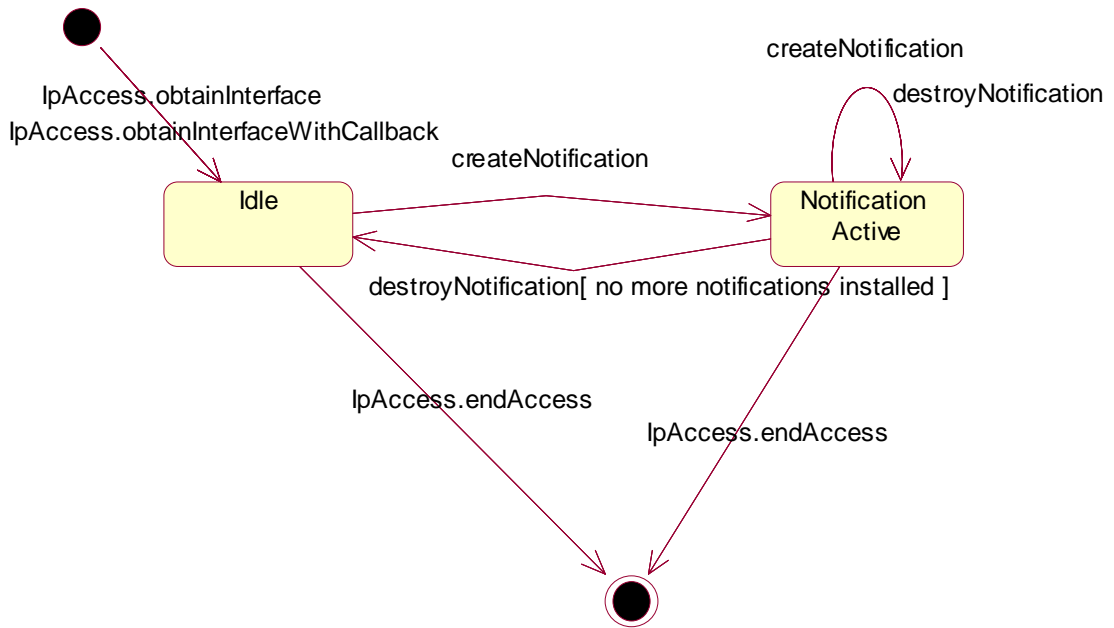 createNotification
destroyNotification
IpAccess.obtainInterface
IpAccess.obtainInterfaceWithCallback
createNotification
Idle
Notification
Active
destroyNotification[ no more notifications installed ]
IpAccess.endAccess
IpAccess.endAccess